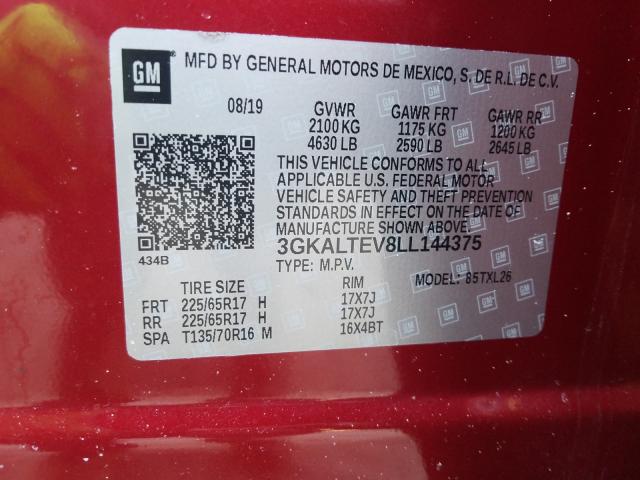 GM MFD BY GENERAL MOTORS DE MEXICO, S. DE R.L. DE C.V.
08/19 GVWR GAWR FRT GAWR RR
2100 KG 1175 KG 1200 KG
4630 LB 2590 LB 2645 LB
THIS VEHICLE CONFORMS TO ALL
APPLICABLE U.S. FEDERAL MOTOR
VEHICLE SAFETY AND THEFT PREVENTION
STANDARDS IN EFFECT ON THE DATE OF
MANUFACTURE SHOWN ABOVE.
3GKALTEV8LL144375
434B
TYPE: M.P.V. MODEL: 85TXL26
TIRE SIZE RIM
FRT 225/65R17 H 17X7J
RR 225/65R17 H 17X7J
SPA T135/70R16 M 16X4BT